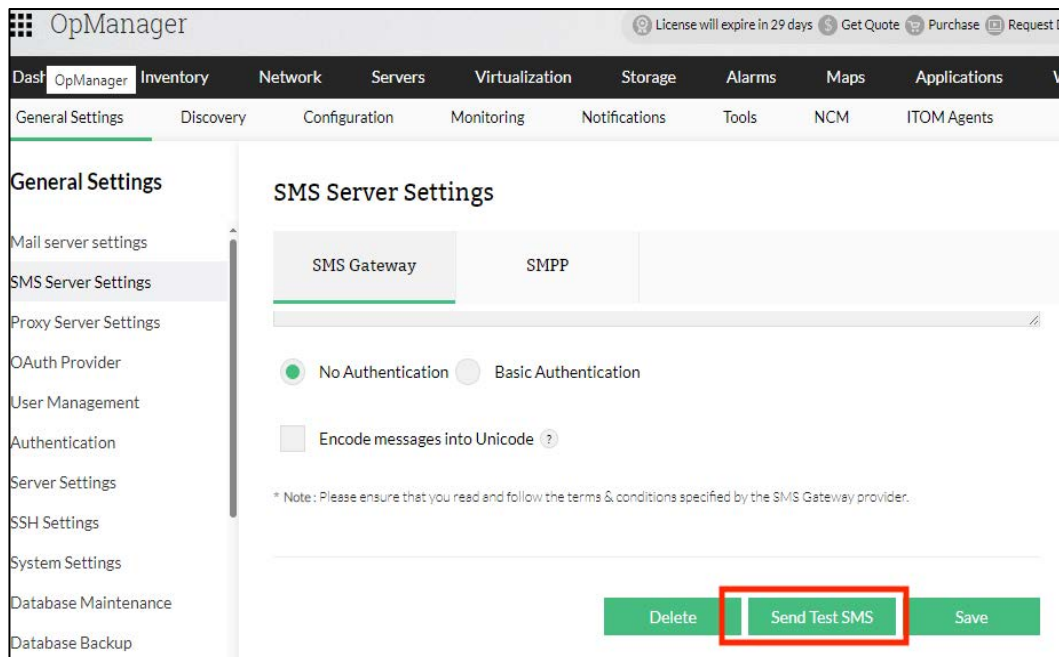 OpManager
License will expire in 29 days $ Get Quote Purchase Request
Dash OpManager Inventory Network Servers Virtualization Storage Alarms Maps Applications
General Settings Discovery Configuration Monitoring Notifications Tools NCM ITOM Agents
General Settings
Mail server settings
SMS Server Settings
Proxy Server Settings
OAuth Provider
User Management
Authentication
Server Settings
SSH Settings
System Settings
Database Maintenance
Database Backup
SMS Server Settings
SMS Gateway SMPP
No Authentication Basic Authentication
Encode messages into Unicode ?
* Note : Please ensure that you read and follow the terms & conditions specified by the SMS Gateway provider.
Delete Send Test SMS Save